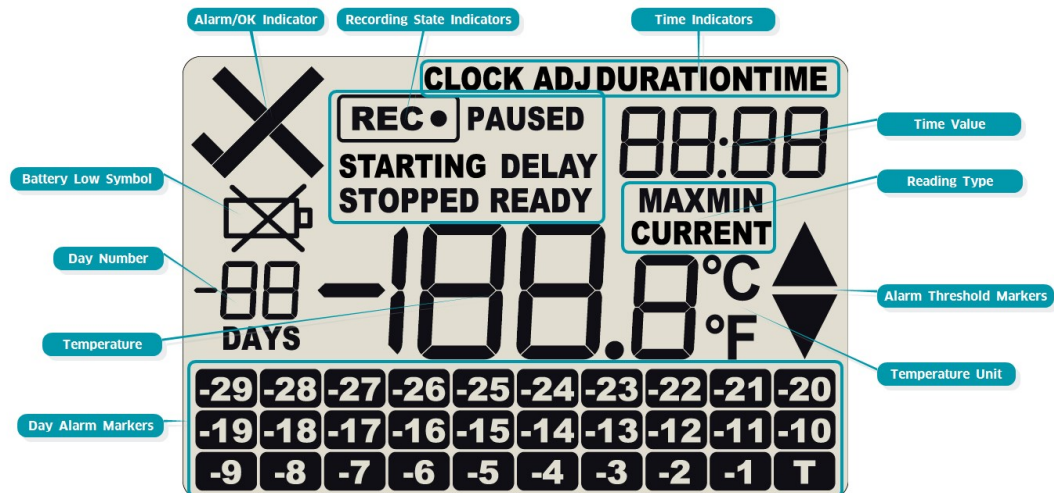 Alarm/OK Indicator
Recording State Indicators
Time Indicators
CLOCK ADJ DURATION TIME
REC● PAUSED
88:88
Time Value
STARTING DELAY
STOPPED READY
Battery Low Symbol
Reading Type
MAXMIN
CURRENT
Day Number
-88
DAYS
-188.8
°C
°F
Alarm Threshold Markers
Temperature
Temperature Unit
-29 -28 -27 -26 -25 -24 -23 -22 -21 -20
Day Alarm Markers
-19 -18 -17 -16 -15 -14 -13 -12 -11 -10
-9 -8 -7 -6 -5 -4 -3 -2 -1 T